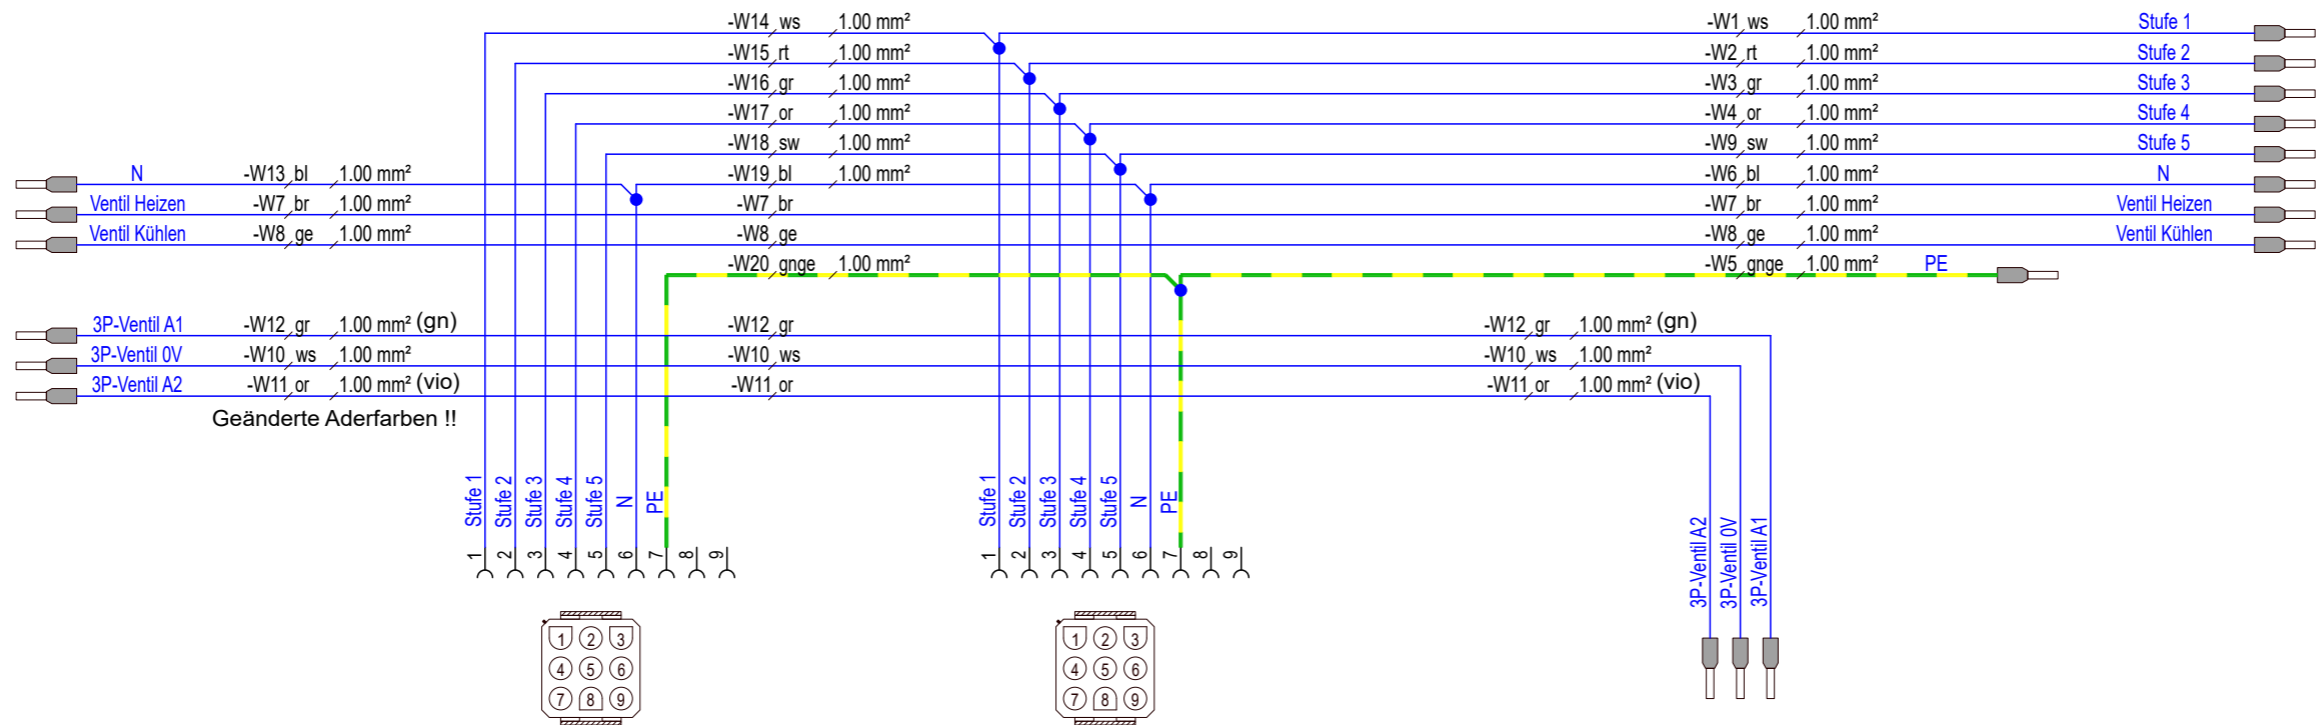 -W14 ws 1.00 mm² -W1 ws 1.00 mm² Stufe 1
-W15 rt 1.00 mm² -W2 rt 1.00 mm² Stufe 2
-W16 gr 1.00 mm² -W3 gr 1.00 mm² Stufe 3
-W17 or 1.00 mm² -W4 or 1.00 mm² Stufe 4
-W18 sw 1.00 mm² -W9 sw 1.00 mm² Stufe 5
N -W13 bl 1.00 mm² -W19 bl 1.00 mm² -W6 bl 1.00 mm² N
Ventil Heizen -W7 br 1.00 mm² -W7 br -W7 br 1.00 mm² Ventil Heizen
Ventil Kühlen -W8 ge 1.00 mm² -W8 ge -W8 ge 1.00 mm² Ventil Kühlen
-W20 gnge 1.00 mm² -W5 gnge 1.00 mm² PE
3P-Ventil A1 -W12 gr 1.00 mm² (gn) -W12 gr -W12 gr 1.00 mm² (gn)
3P-Ventil 0V -W10 ws 1.00 mm² -W10 ws -W10 ws 1.00 mm²
3P-Ventil A2 -W11 or 1.00 mm² (vio) -W11 or -W11 or 1.00 mm² (vio)
Geänderte Aderfarben !!
Stufe 1 Stufe 2 Stufe 3 Stufe 4 Stufe 5 N PE Stufe 1 Stufe 2 Stufe 3 Stufe 4 Stufe 5 N PE
1 2 3 4 5 6 7 8 9 1 2 3 4 5 6 7 8 9
3P-Ventil A2 3P-Ventil 0V 3P-Ventil A1
1 2 3 1 2 3
4 5 6 4 5 6
7 8 9 7 8 9